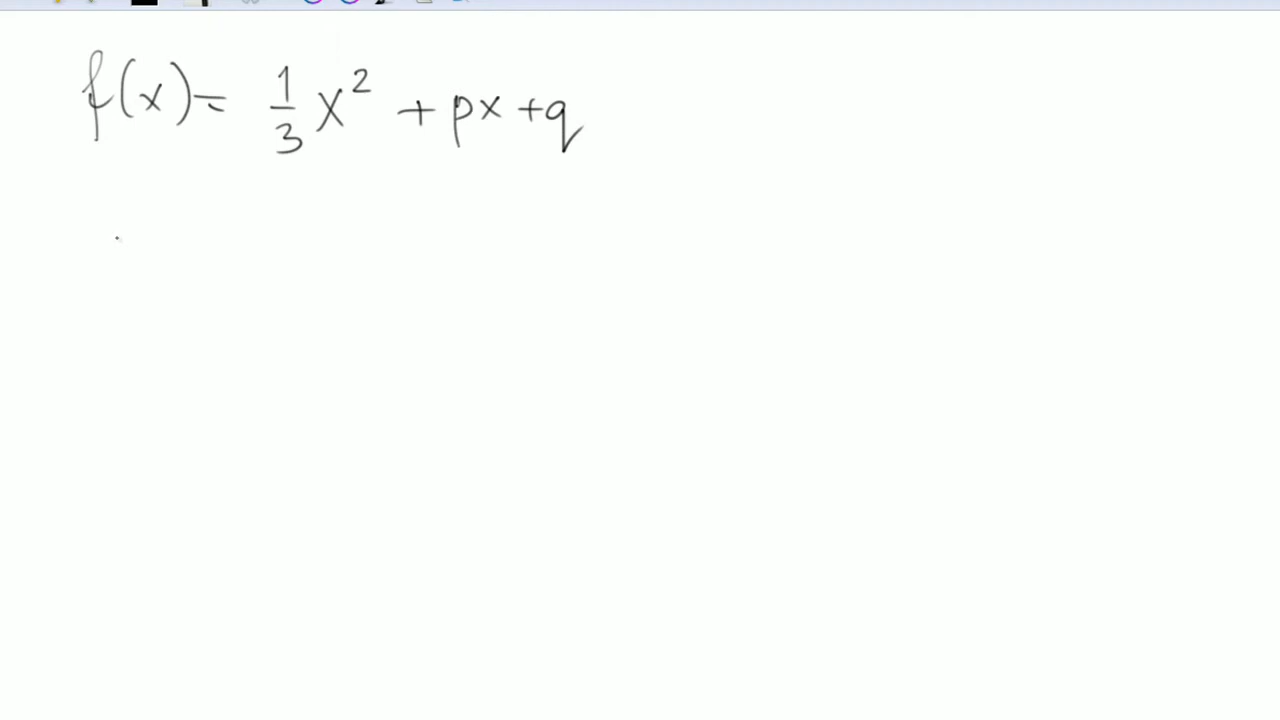 f(x) = 1/3 x² + px + q